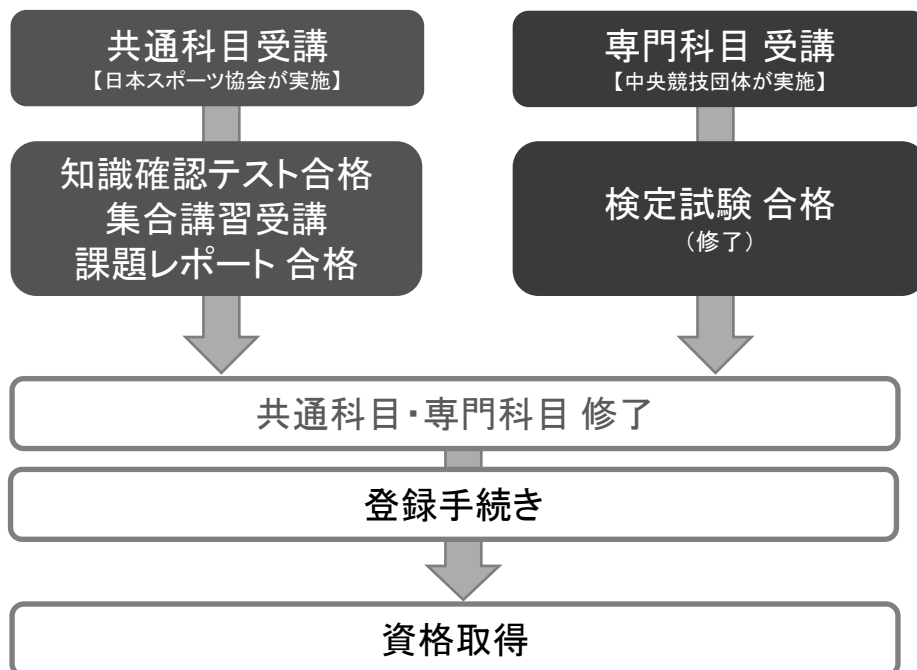 共通科目受講
【日本スポーツ協会が実施】
専門科目 受講
【中央競技団体が実施】
知識確認テスト合格
集合講習受講
課題レポート 合格
検定試験 合格
（修了）
共通科目・専門科目 修了
登録手続き
資格取得